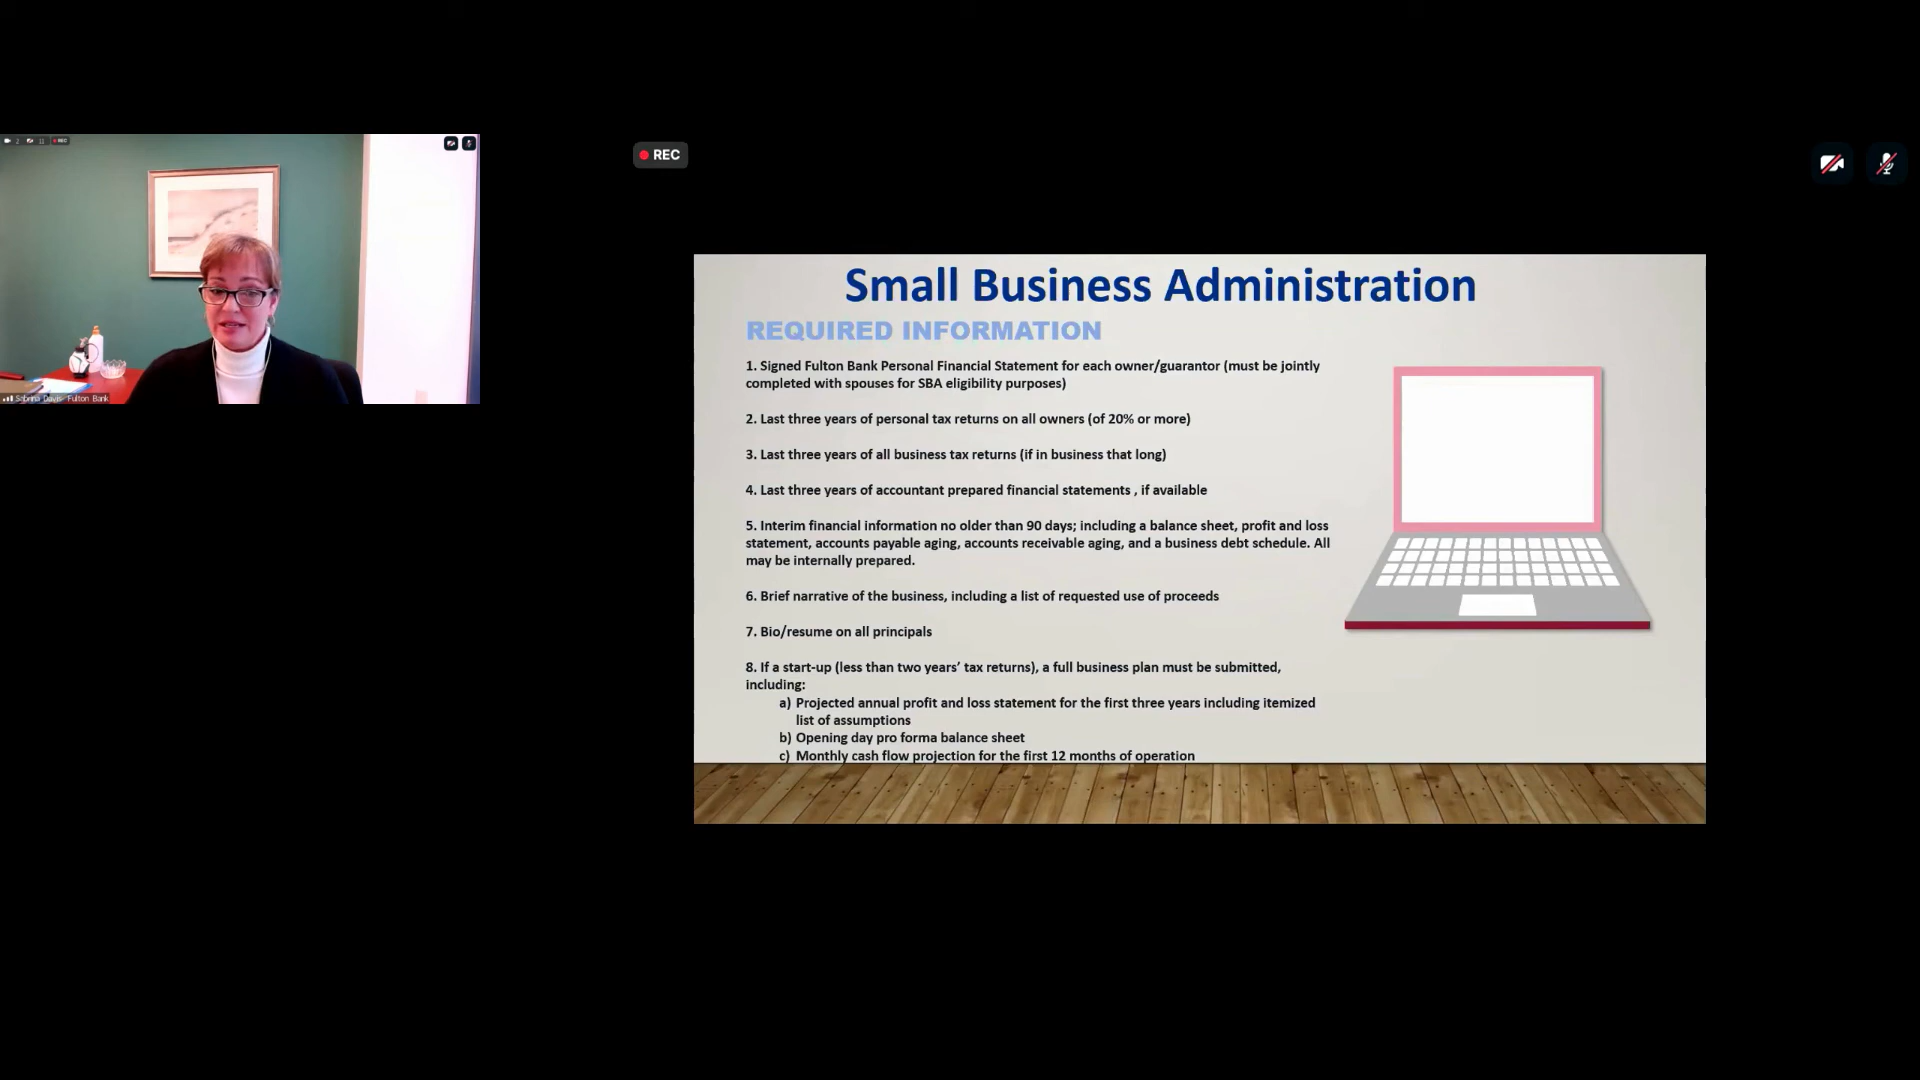 2 11 REC
Sabrina Davis- Fulton Bank
REC
Small Business Administration
REQUIRED INFORMATION
1. Signed Fulton Bank Personal Financial Statement for each owner/guarantor (must be jointly
completed with spouses for SBA eligibility purposes)
2. Last three years of personal tax returns on all owners (of 20% or more)
3. Last three years of all business tax returns (if in business that long)
4. Last three years of accountant prepared financial statements , if available
5. Interim financial information no older than 90 days; including a balance sheet, profit and loss
statement, accounts payable aging, accounts receivable aging, and a business debt schedule. All
may be internally prepared.
6. Brief narrative of the business, including a list of requested use of proceeds
7. Bio/resume on all principals
8. If a start-up (less than two years’ tax returns), a full business plan must be submitted,
including:
a) Projected annual profit and loss statement for the first three years including itemized
list of assumptions
b) Opening day pro forma balance sheet
c) Monthly cash flow projection for the first 12 months of operation